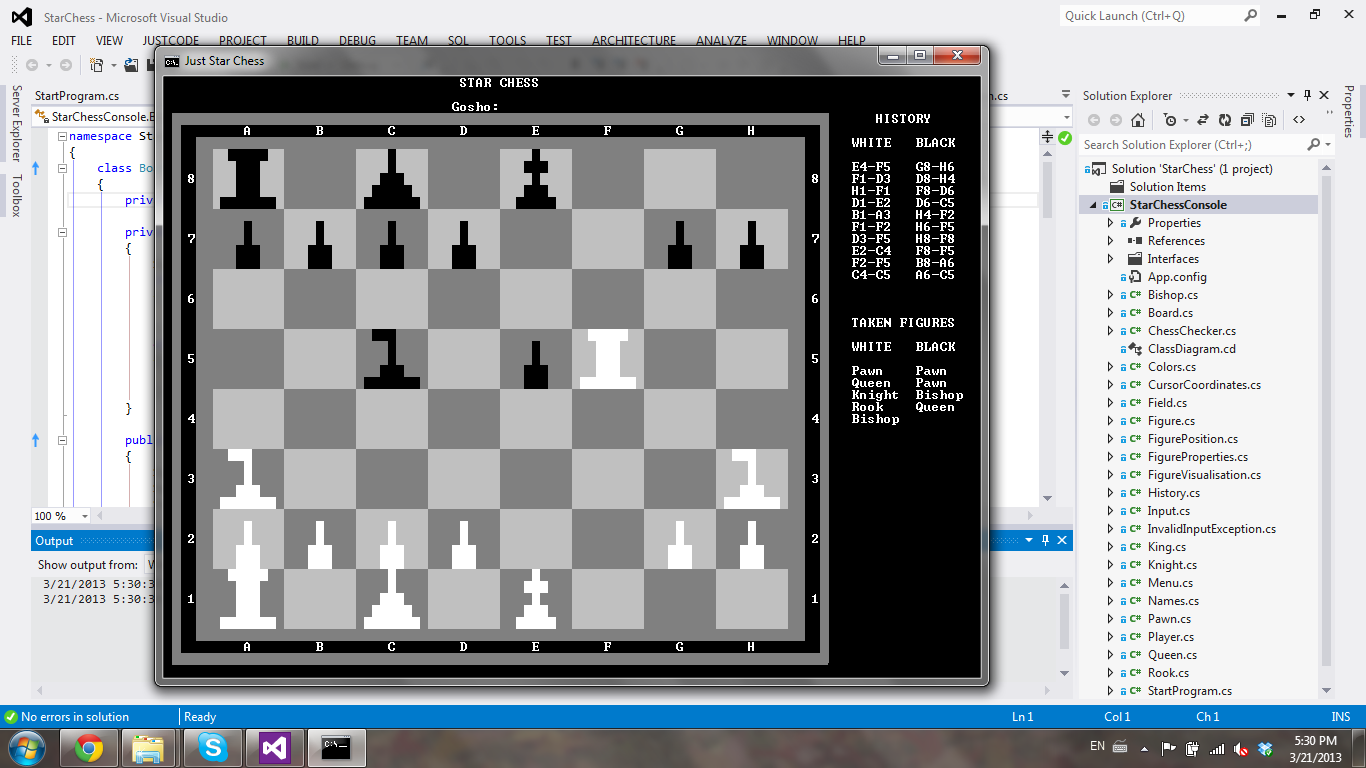 StarChess - Microsoft Visual Studio
Quick Launch (Ctrl+Q)
FILE EDIT VIEW JUSTCODE PROJECT BUILD DEBUG TEAM SQL TOOLS TEST ARCHITECTURE ANALYZE WINDOW HELP
Server Explorer
Toolbox
StartProgram.cs
StarChessConsole.B
namespace St
{
class Bo
{
priv
priv
{
}
publ
{
100 %
Output
Show output from:
3/21/2013 5:30:3
3/21/2013 5:30:3
Just Star Chess
STAR CHESS
Gosho:
A B C D E F G H
8 8
7 7
6 6
5 5
4 4
3 3
2 2
1 1
A B C D E F G H
HISTORY
WHITE BLACK
E4-F5 G8-H6
F1-D3 D8-H4
H1-F1 F8-D6
D1-E2 D6-C5
B1-A3 H4-F2
F1-F2 H6-F5
D3-F5 H8-F8
E2-C4 F8-F5
F2-F5 B8-A6
C4-C5 A6-C5
TAKEN FIGURES
WHITE BLACK
Pawn Pawn
Queen Pawn
Knight Bishop
Rook Queen
Bishop
n.cs
Solution Explorer
Search Solution Explorer (Ctrl+;)
Solution 'StarChess' (1 project)
Solution Items
StarChessConsole
Properties
References
Interfaces
App.config
Bishop.cs
Board.cs
ChessChecker.cs
ClassDiagram.cd
Colors.cs
CursorCoordinates.cs
Field.cs
Figure.cs
FigurePosition.cs
FigureProperties.cs
FigureVisualisation.cs
History.cs
Input.cs
InvalidInputException.cs
King.cs
Knight.cs
Menu.cs
Names.cs
Pawn.cs
Player.cs
Queen.cs
Rook.cs
StartProgram.cs
Properties
No errors in solution Ready Ln 1 Col 1 Ch 1 INS
EN
5:30 PM
3/21/2013